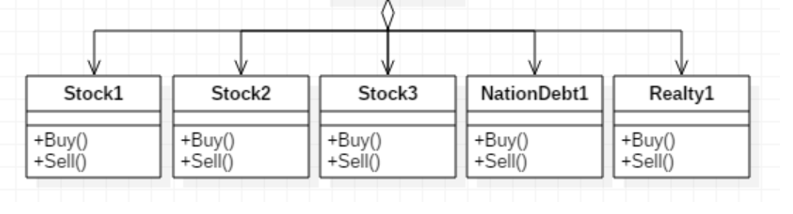 Stock1
+Buy()
+Sell()
Stock2
+Buy()
+Sell()
Stock3
+Buy()
+Sell()
NationDebt1
+Buy()
+Sell()
Realty1
+Buy()
+Sell()